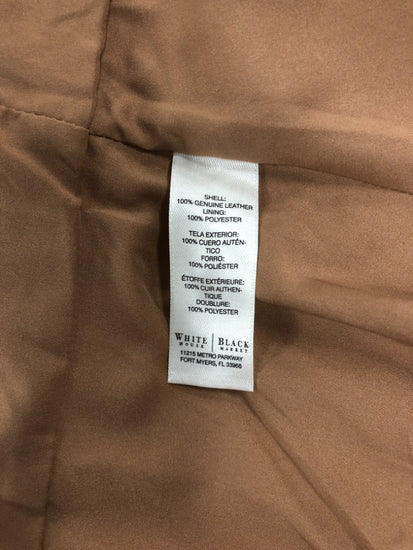 SHELL:
100% GENUINE LEATHER
LINING:
100% POLYESTER
TELA EXTERIOR:
100% CUERO AUTÉN-
TICO
FORRO:
100% POLIÉSTER
ÉTOFFE EXTÉRIEURE:
100% CUIR AUTHEN-
TIQUE
DOUBLURE:
100% POLYESTER
WHITE HOUSE | BLACK MARKET
11215 METRO PARKWAY
FORT MYERS, FL 33966